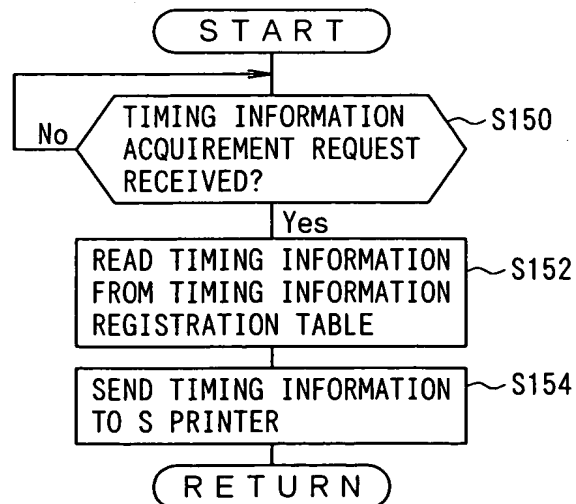 START
TIMING INFORMATION
ACQUIREMENT REQUEST
RECEIVED?
S150
No
Yes
READ TIMING INFORMATION
FROM TIMING INFORMATION
REGISTRATION TABLE
S152
SEND TIMING INFORMATION
TO S PRINTER
S154
RETURN